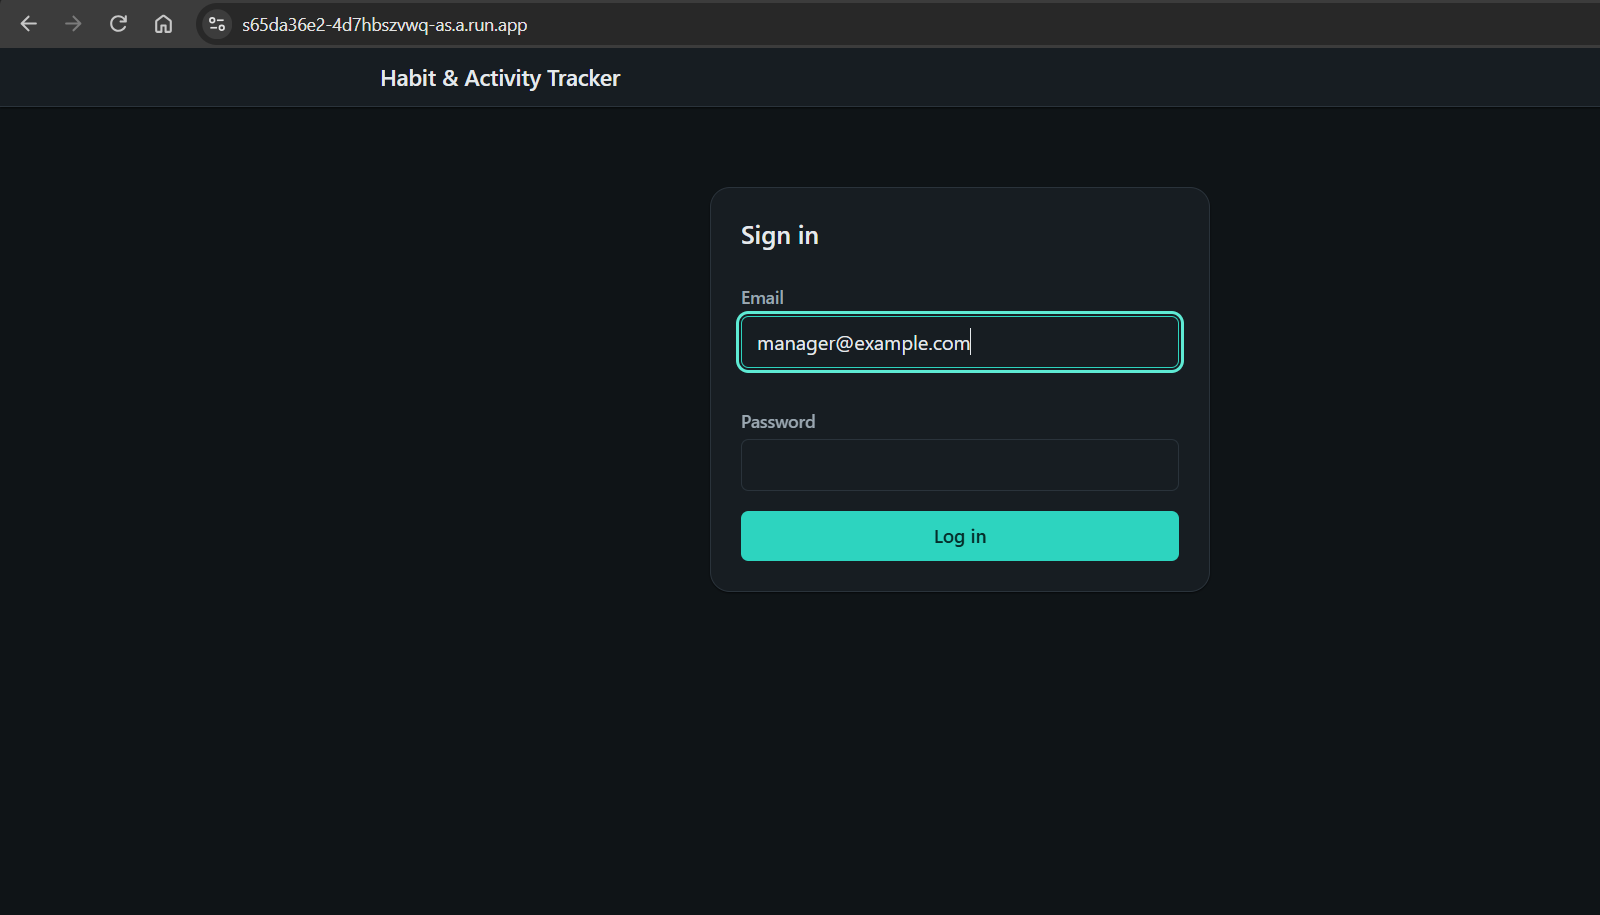 s65da36e2-4d7hbszvwq-as.a.run.app
Habit & Activity Tracker
Sign in
Email
manager@example.com
Password
Log in